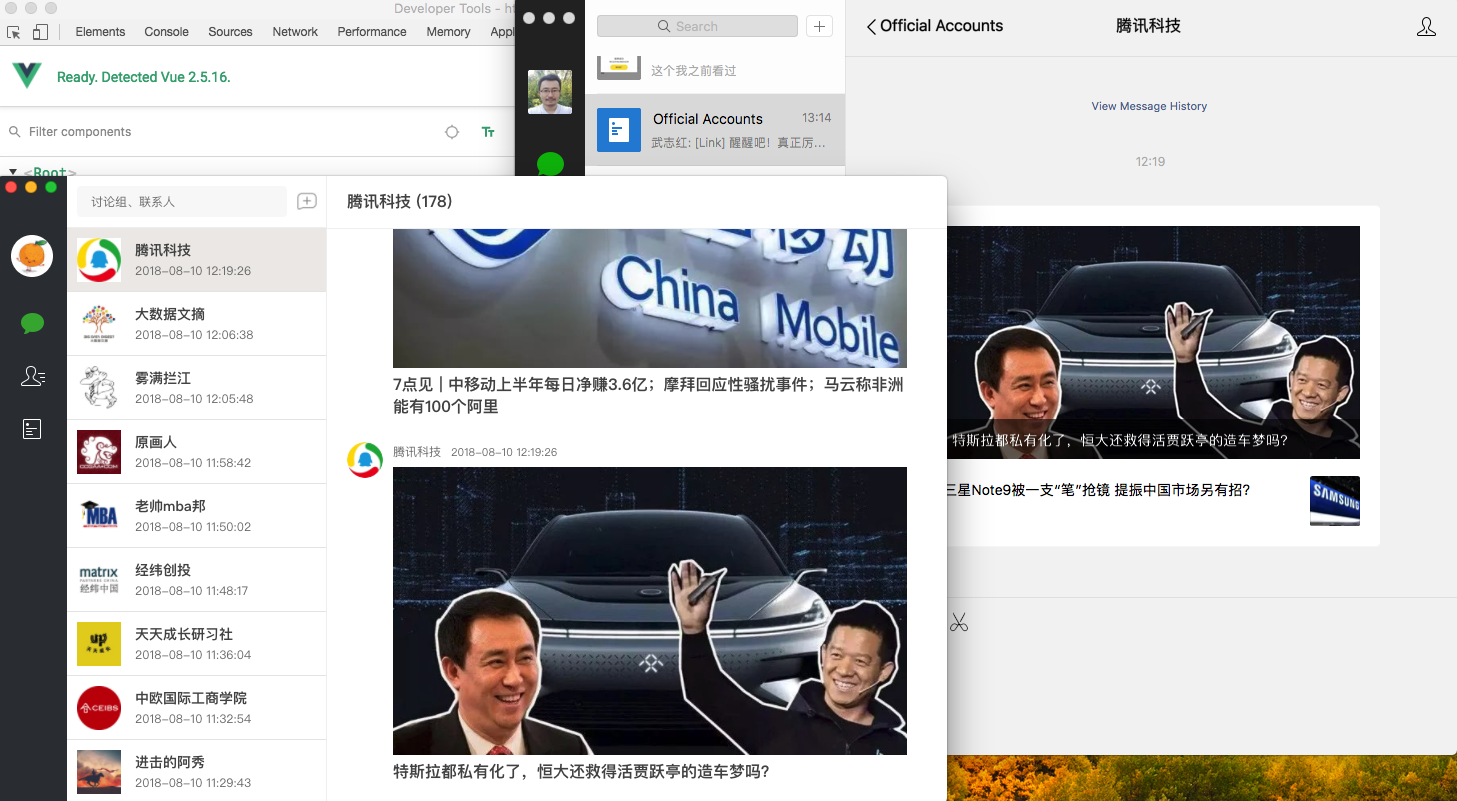 Developer Tools - ht
Elements
Console
Sources
Network
Performance
Memory
Appl
Ready. Detected Vue 2.5.16.
Filter components
Tт
<Root>
Search
这个我之前看过
Official Accounts
13:14
武志红: [Link] 醒醒吧！真正厉...
Official Accounts
腾讯科技
View Message History
12:19
特斯拉都私有化了，恒大还救得活贾跃亭的造车梦吗?
三星Note9被一支“笔”抢镜 提振中国市场另有招?
SAMSUNG
讨论组、联系人
腾讯科技
2018-08-10 12:19:26
大数据文摘
2018-08-10 12:06:38
雾满拦江
2018-08-10 12:05:48
原画人
2018-08-10 11:58:42
老帅mba邦
2018-08-10 11:50:02
MBA
matrix
经纬中国
经纬创投
2018-08-10 11:48:17
up
天天成长研习社
2018-08-10 11:36:04
CEIBS
中欧国际工商学院
2018-08-10 11:32:54
进击的阿秀
2018-08-10 11:29:43
腾讯科技 (178)
移动
China
Mobile
7点见｜中移动上半年每日净赚3.6亿；摩拜回应性骚扰事件；马云称非洲
能有100个阿里
腾讯科技 2018-08-10 12:19:26
特斯拉都私有化了，恒大还救得活贾跃亭的造车梦吗?